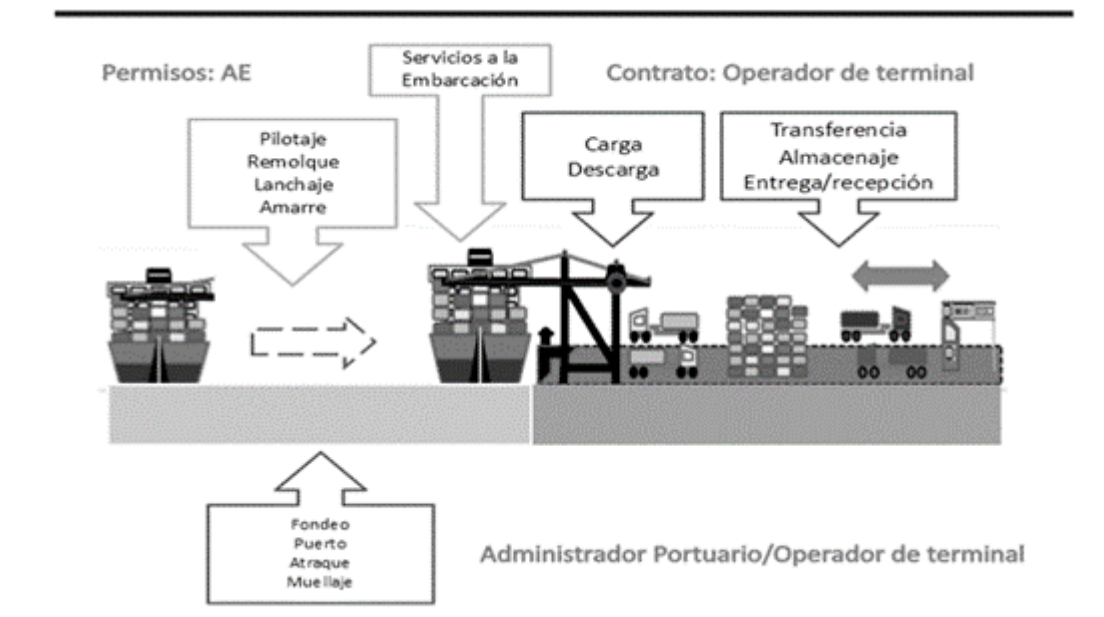 Permisos: AE
Servicios a la
Embarcación
Contrato: Operador de terminal
Pilotaje
Remolque
Lanchaje
Amarre
Carga
Descarga
Transferencia
Almacenaje
Entrega/recepción
Fondeo
Puerto
Atraque
Muellaje
Administrador Portuario/Operador de terminal